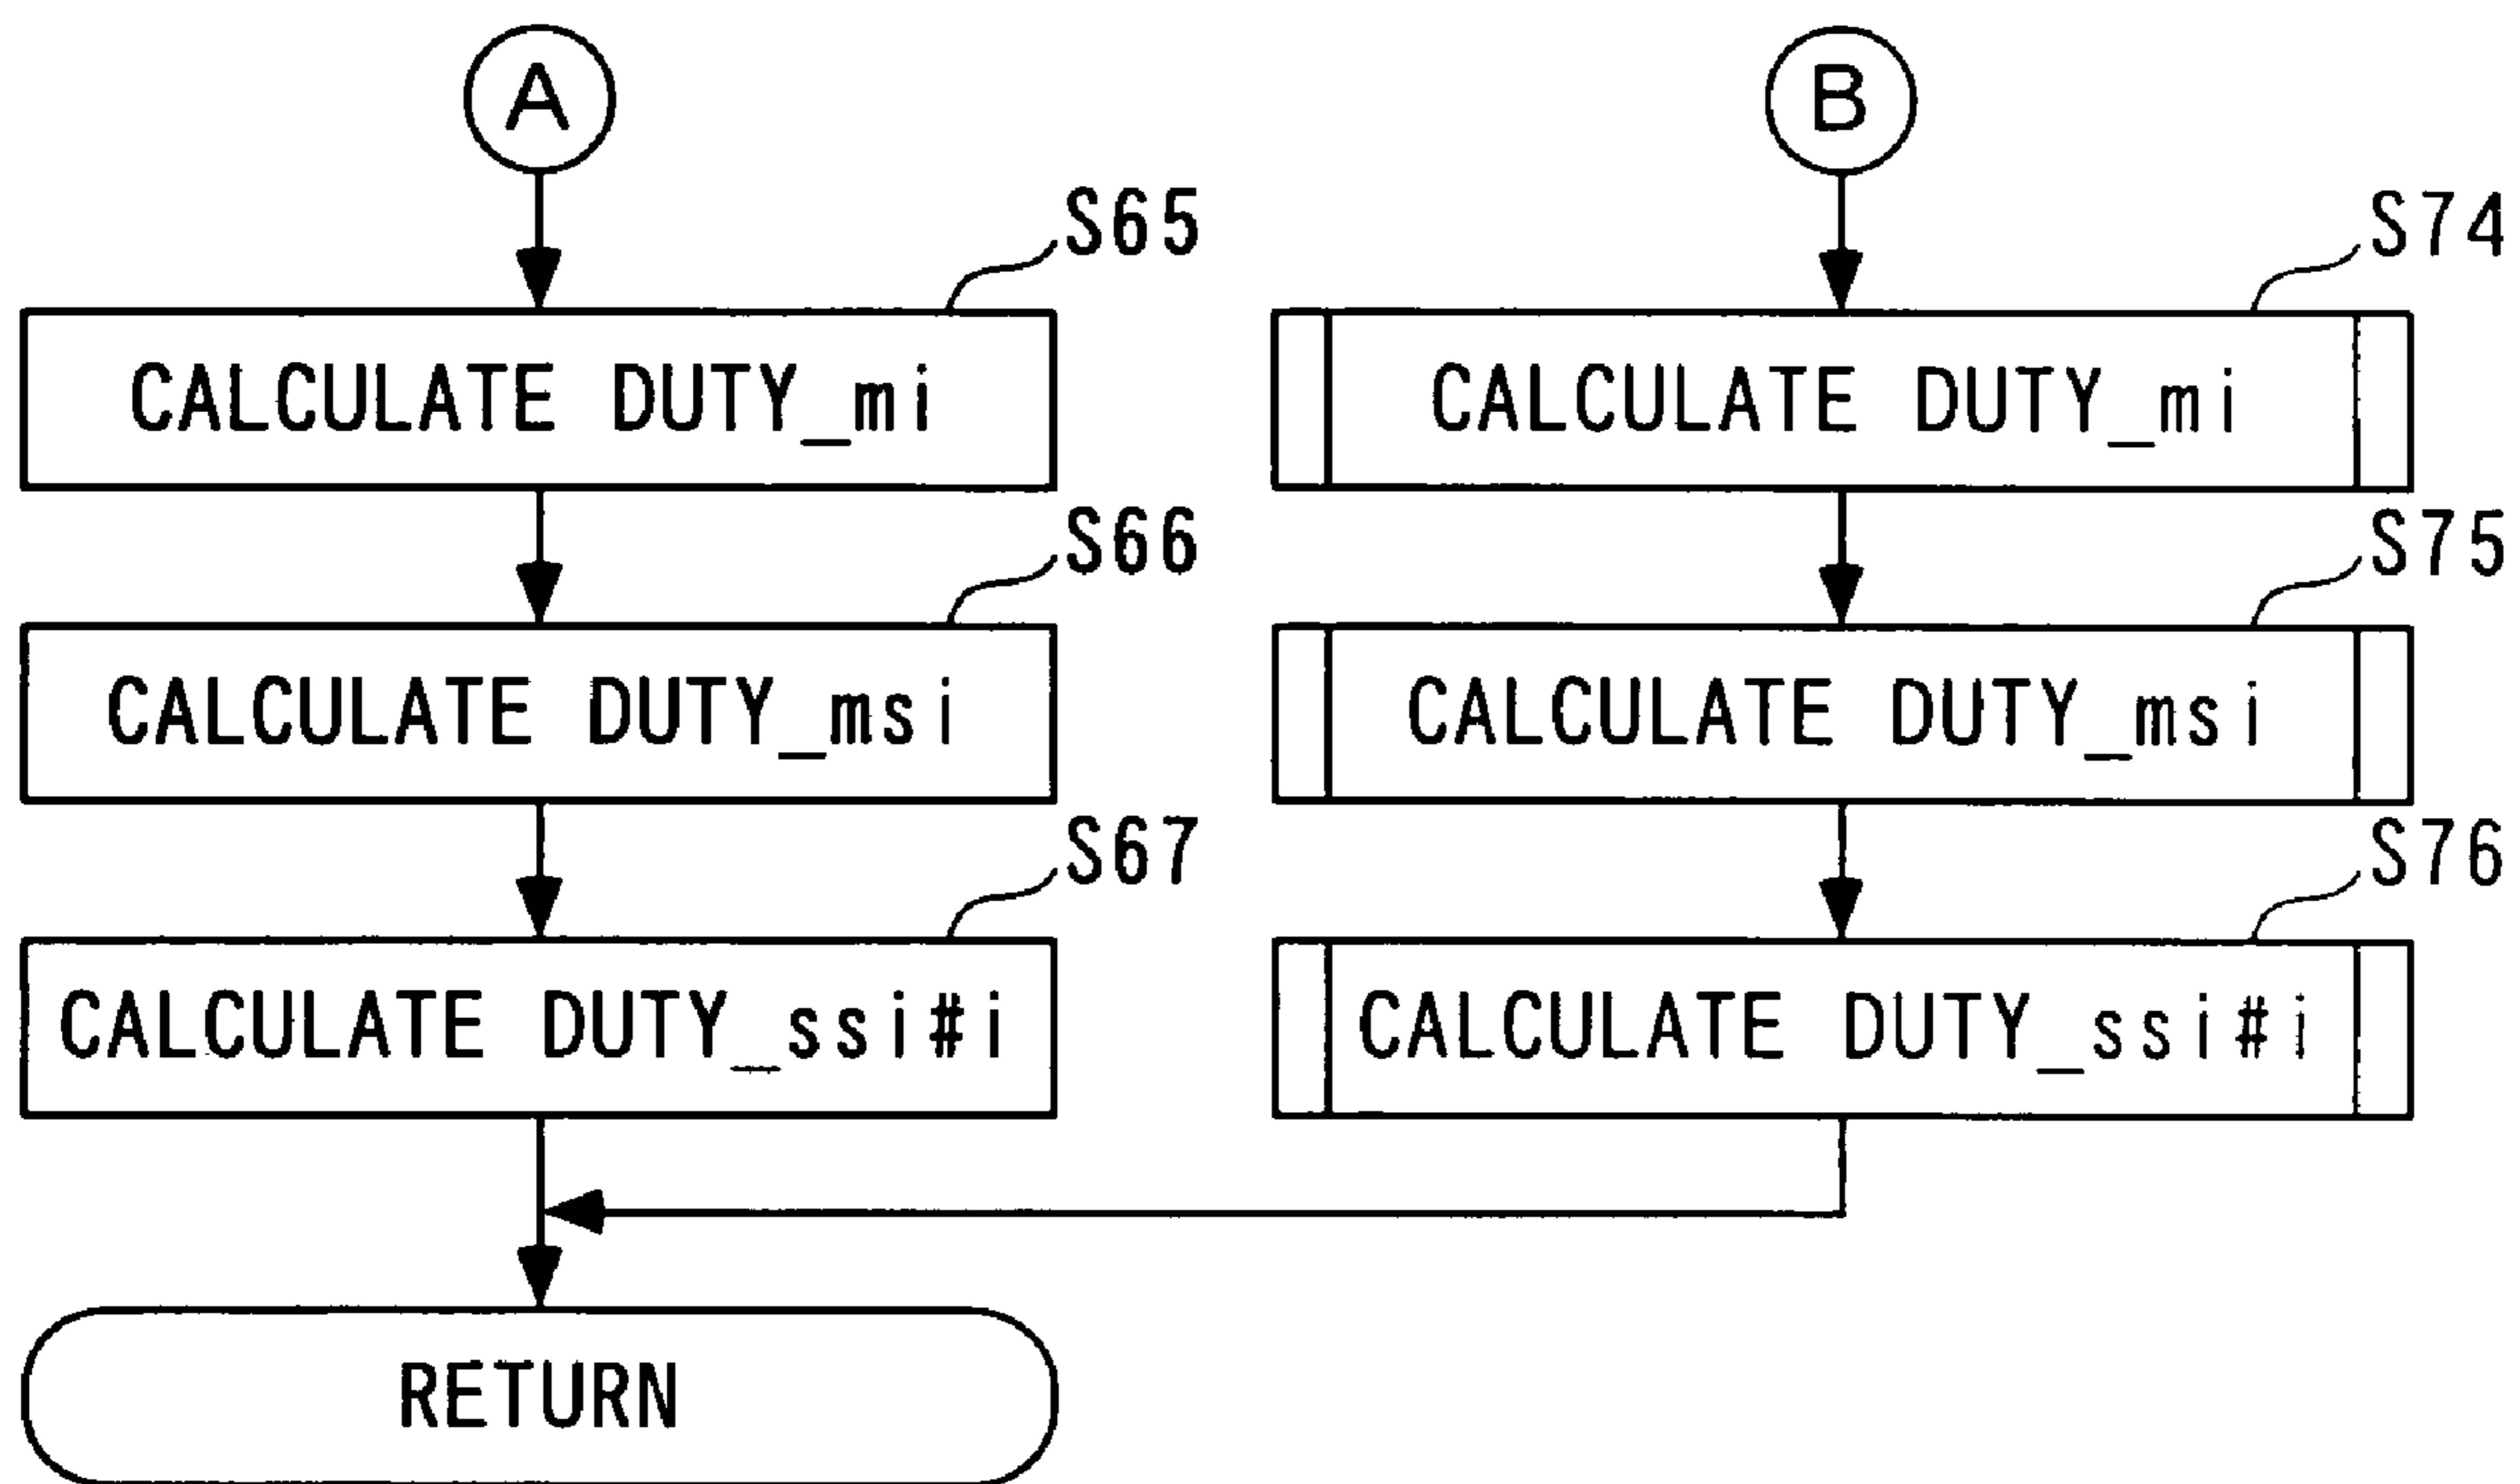 A
B
S65
S74
CALCULATE DUTY_mi
CALCULATE DUTY_mi
S66
S75
CALCULATE DUTY_msi
CALCULATE DUTY_msi
S67
S76
CALCULATE DUTY_ssi#i
CALCULATE DUTY_ssi#i
RETURN